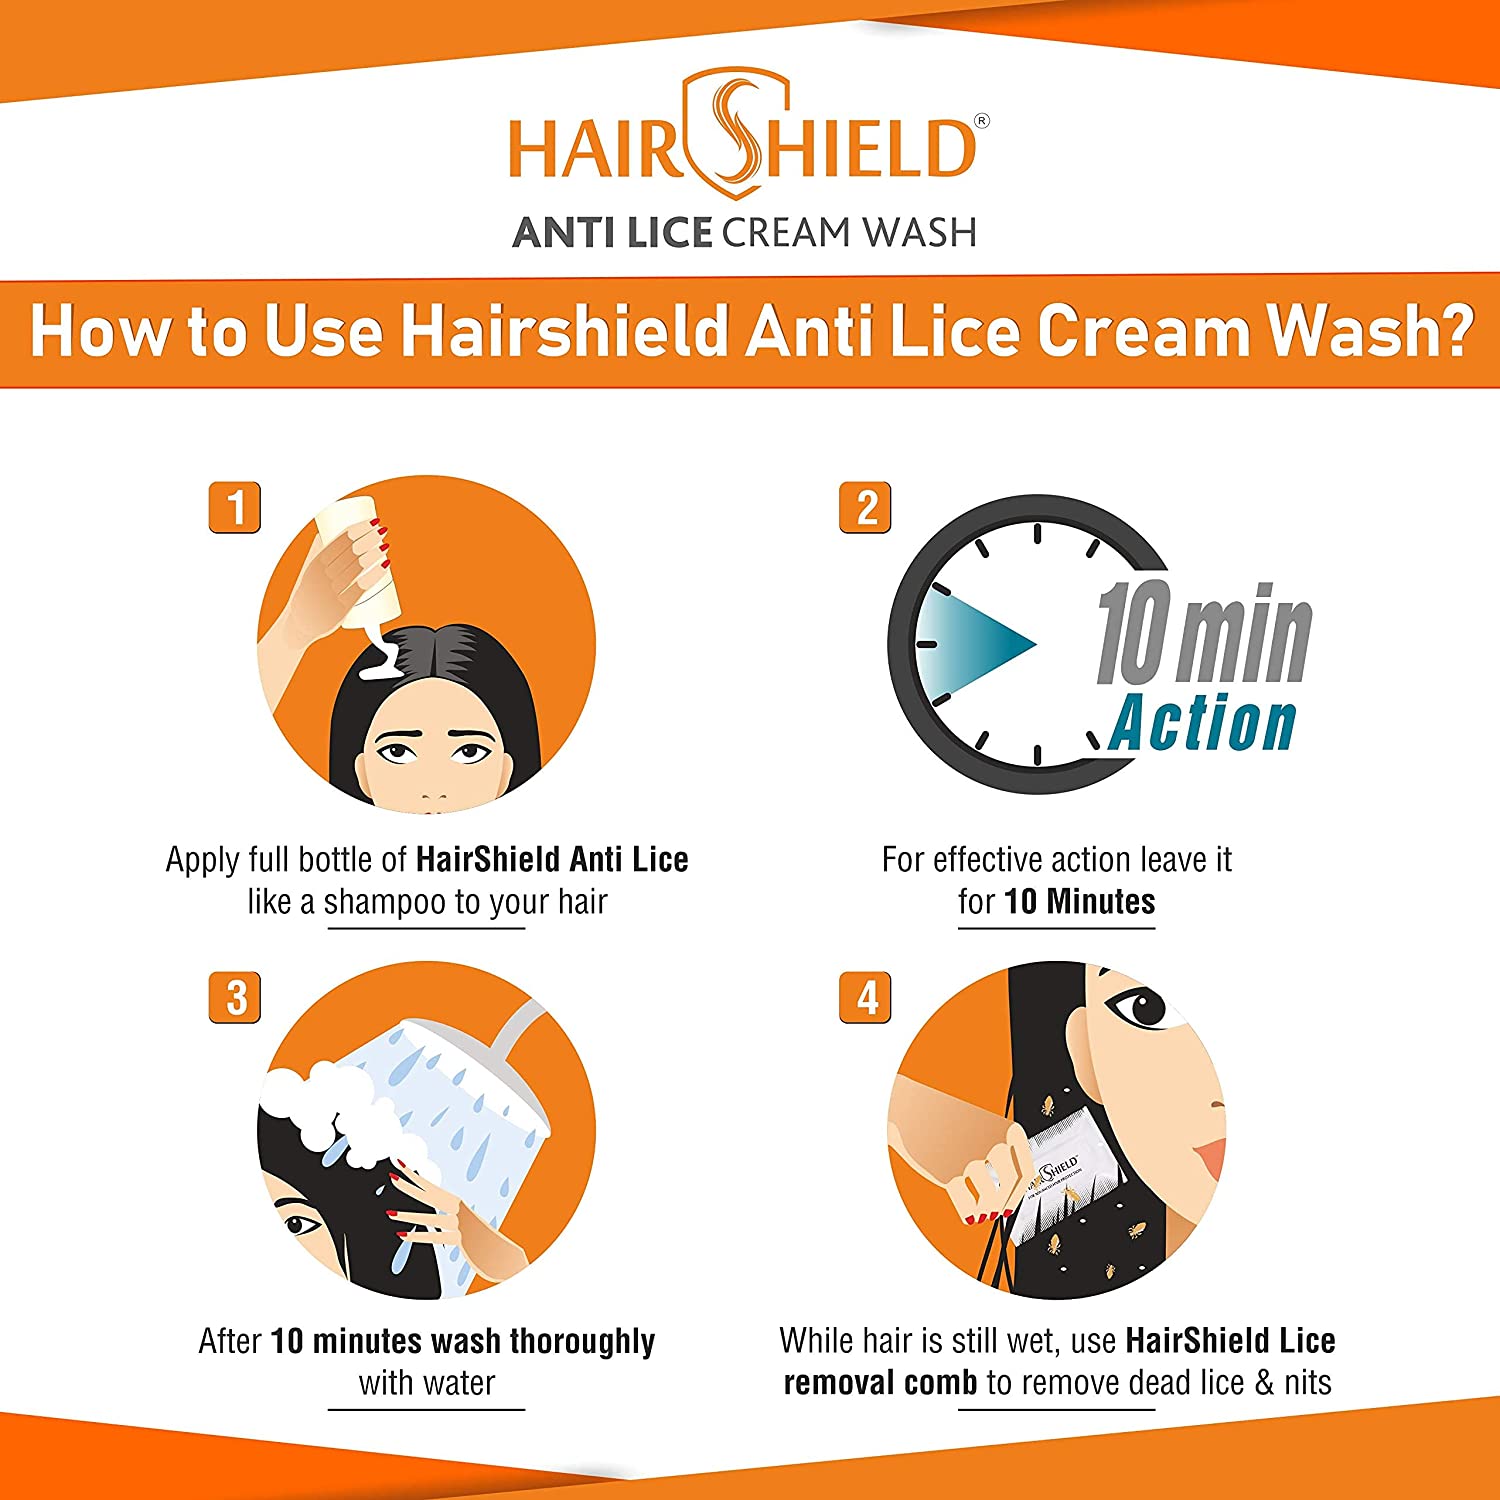 HAIRSHIELD®
ANTI LICE CREAM WASH
How to Use Hairshield Anti Lice Cream Wash?
1
Apply full bottle of HairShield Anti Lice
like a shampoo to your hair
2
10 min
Action
For effective action leave it
for 10 Minutes
3
After 10 minutes wash thoroughly
with water
4
SHIELD
While hair is still wet, use HairShield Lice
removal comb to remove dead lice & nits